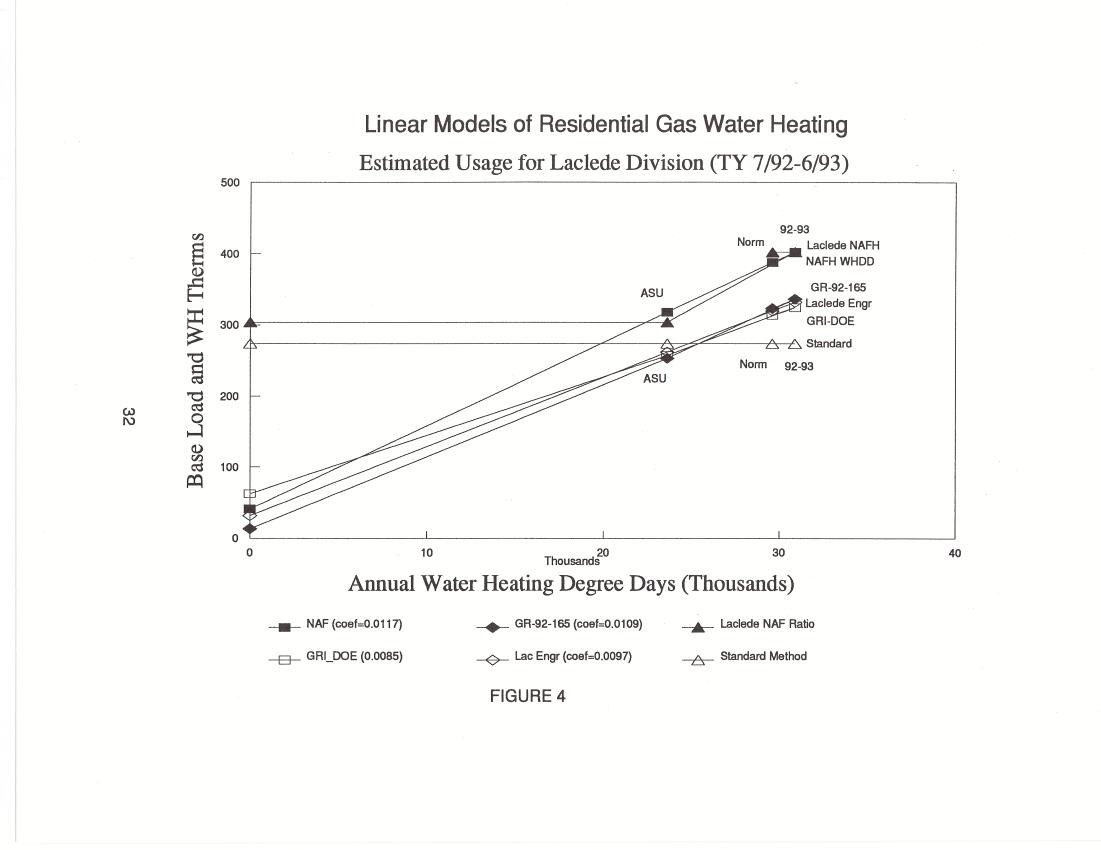 Linear Models of Residential Gas Water Heating
Estimated Usage for Laclede Division (TY 7/92-6/93)
500
400
300
200
100
0
Base Load and WH Therms
32
92-93
Norm
Laclede NAFH
NAFH WHDD
ASU
GR-92-165
Laclede Engr
GRI-DOE
Standard
Norm
92-93
ASU
0
10
20
30
40
Thousands
Annual Water Heating Degree Days (Thousands)
NAF (coef=0.0117)
GR-92-165 (coef=0.0109)
Laclede NAF Ratio
GRI_DOE (0.0085)
Lac Engr (coef=0.0097)
Standard Method
FIGURE 4